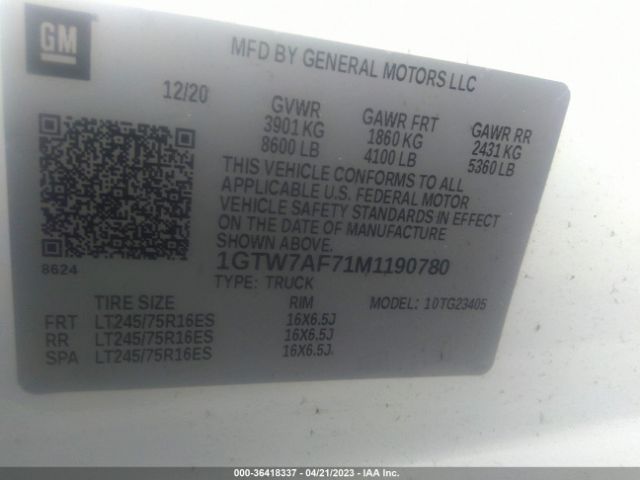 GM
MFD BY GENERAL MOTORS LLC
12/20
GVWR
3901 KG
8600 LB
GAWR FRT
1860 KG
4100 LB
GAWR RR
2431 KG
5360 LB
THIS VEHICLE CONFORMS TO ALL
APPLICABLE U.S. FEDERAL MOTOR
VEHICLE SAFETY STANDARDS IN EFFECT
ON THE DATE OF MANUFACTURE
SHOWN ABOVE.
8624
1GTW7AF71M1190780
TYPE: TRUCK
MODEL: 10TG23405
TIRE SIZE RIM
FRT LT245/75R16ES 16X6.5J
RR LT245/75R16ES 16X6.5J
SPA LT245/75R16ES 16X6.5J
000-36418337 - 04/21/2023 - IAA Inc.